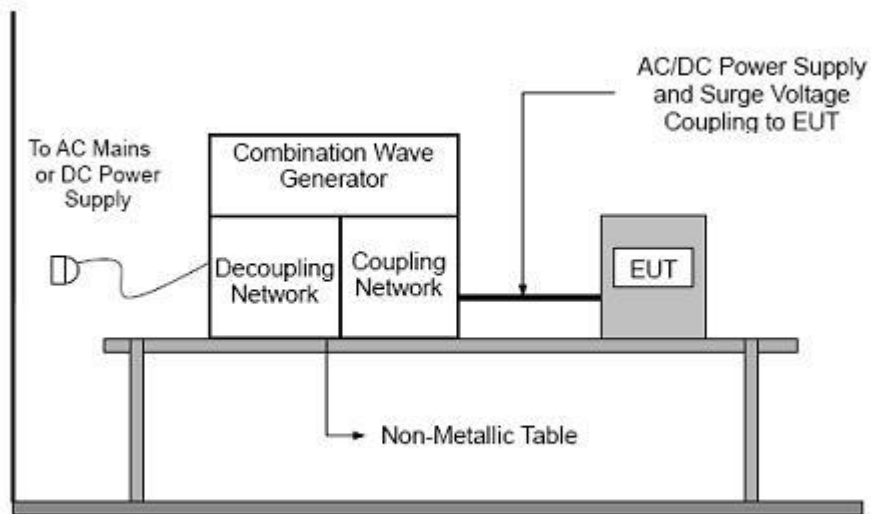 AC/DC Power Supply
and Surge Voltage
Coupling to EUT
To AC Mains
or DC Power
Supply
Combination Wave
Generator
Decoupling
Network
Coupling
Network
EUT
Non-Metallic Table